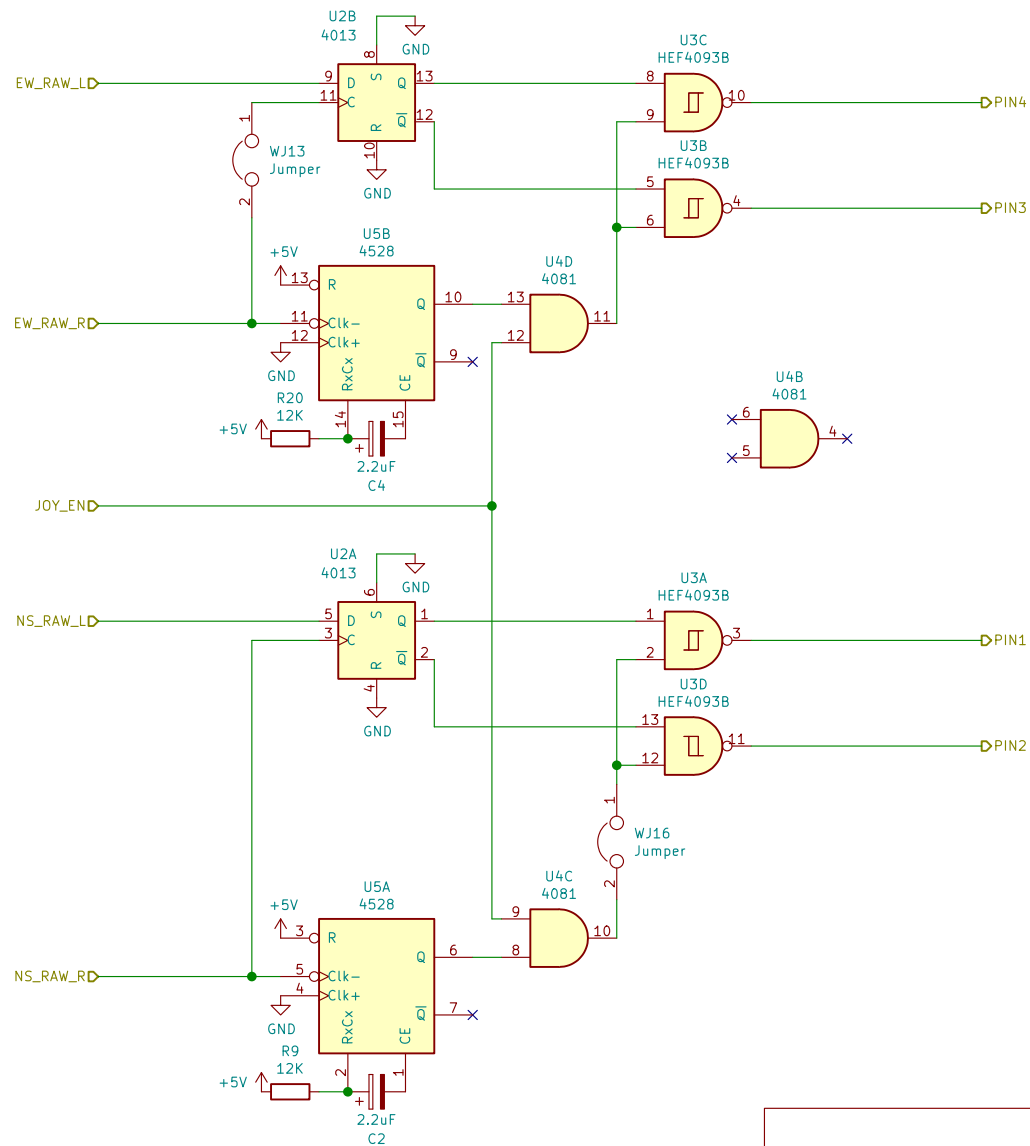 U2B
4013
8
GND
EW_RAW_L
9
D
S
Q
13
11
C
Q
12
R
10
GND
1
WJ13
Jumper
2
U3C
HEF4093B
8
9
10
PIN4
U3B
HEF4093B
5
6
4
PIN3
U5B
4528
+5V
13
R
EW_RAW_R
11
Clk-
12
Clk+
GND
Q
10
Q
9
RxCx
CE
14
15
R20
12K
+5V
+
2.2uF
C4
U4D
4081
13
12
11
U4B
4081
6
5
4
JOY_EN
U2A
4013
6
GND
NS_RAW_L
5
D
S
Q
1
3
C
Q
2
R
4
GND
U3A
HEF4093B
1
2
3
PIN1
U3D
HEF4093B
13
12
11
PIN2
1
WJ16
Jumper
2
U4C
4081
9
8
10
U5A
4528
+5V
3
R
NS_RAW_R
5
Clk-
4
Clk+
GND
Q
6
Q
7
RxCx
CE
2
1
R9
12K
+5V
+
2.2uF
C2